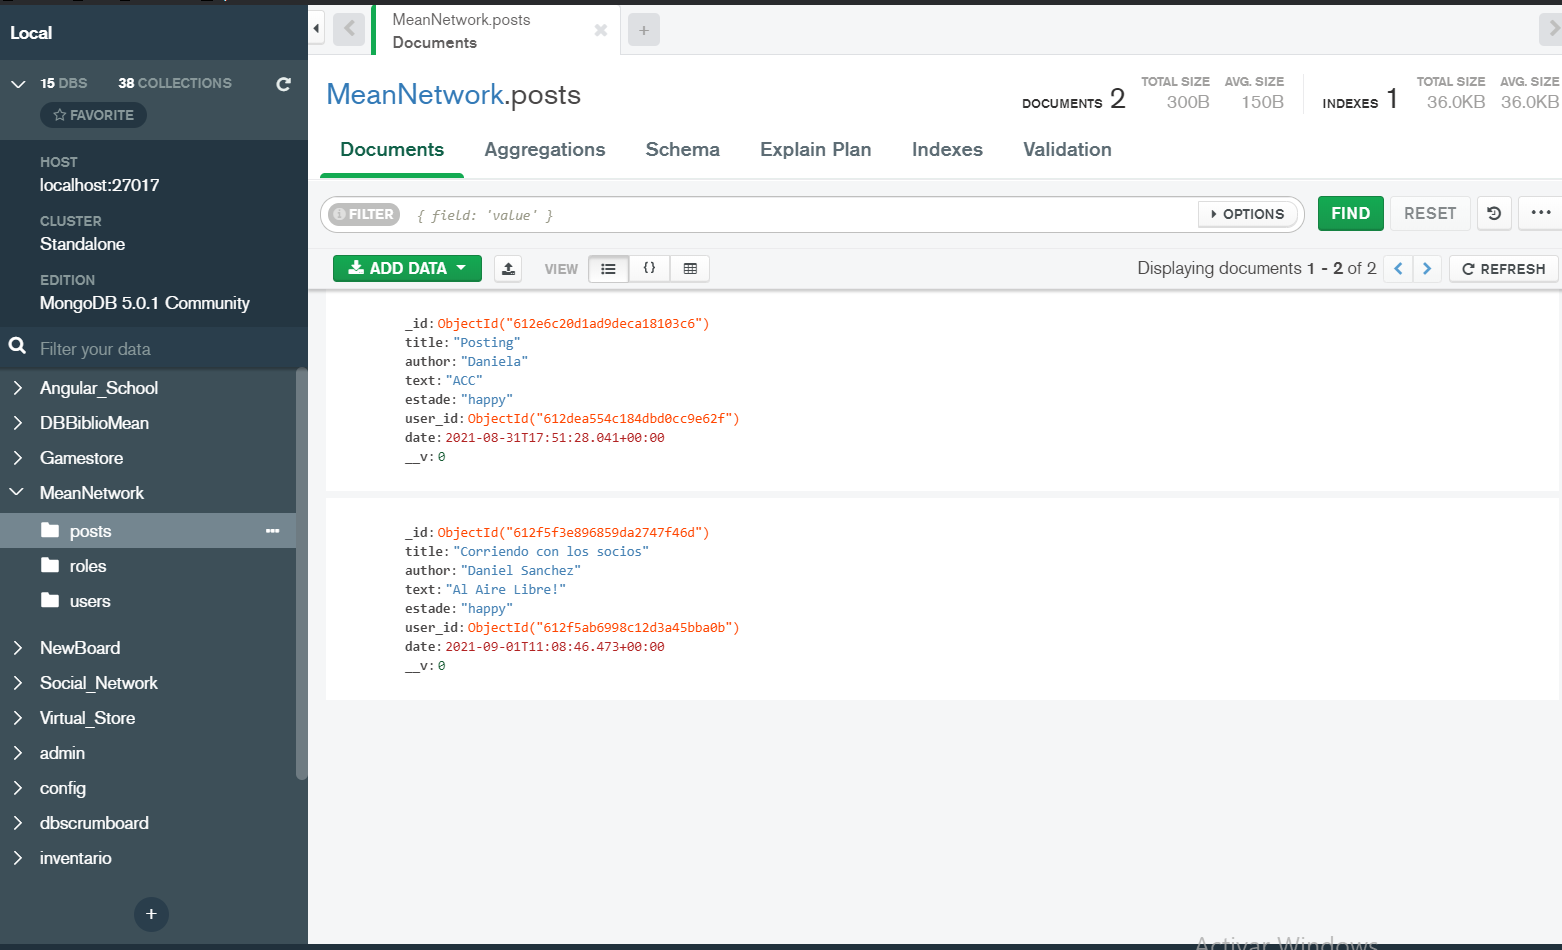 Local
15 DBS 38 COLLECTIONS
☆ FAVORITE
HOST
localhost:27017
CLUSTER
Standalone
EDITION
MongoDB 5.0.1 Community
Filter your data
Angular_School
DBBiblioMean
Gamestore
MeanNetwork
posts
roles
users
NewBoard
Social_Network
Virtual_Store
admin
config
dbscrumboard
inventario
+
MeanNetwork.posts
Documents
+
MeanNetwork.posts
DOCUMENTS 2
TOTAL SIZE
300B
AVG. SIZE
150B
INDEXES 1
TOTAL SIZE
36.0KB
AVG. SIZE
36.0KB
Documents Aggregations Schema Explain Plan Indexes Validation
FILTER { field: 'value' } OPTIONS FIND RESET ...
ADD DATA VIEW {} Displaying documents 1 - 2 of 2 < > REFRESH
_id: ObjectId("612e6c20d1ad9deca18103c6")
title: "Posting"
author: "Daniela"
text: "ACC"
estade: "happy"
user_id: ObjectId("612dea554c184dbd0cc9e62f")
date: 2021-08-31T17:51:28.041+00:00
__v: 0
_id: ObjectId("612f5f3e896859da2747f46d")
title: "Corriendo con los socios"
author: "Daniel Sanchez"
text: "Al Aire Libre!"
estade: "happy"
user_id: ObjectId("612f5ab6998c12d3a45bba0b")
date: 2021-09-01T11:08:46.473+00:00
__v: 0
Activar Windows